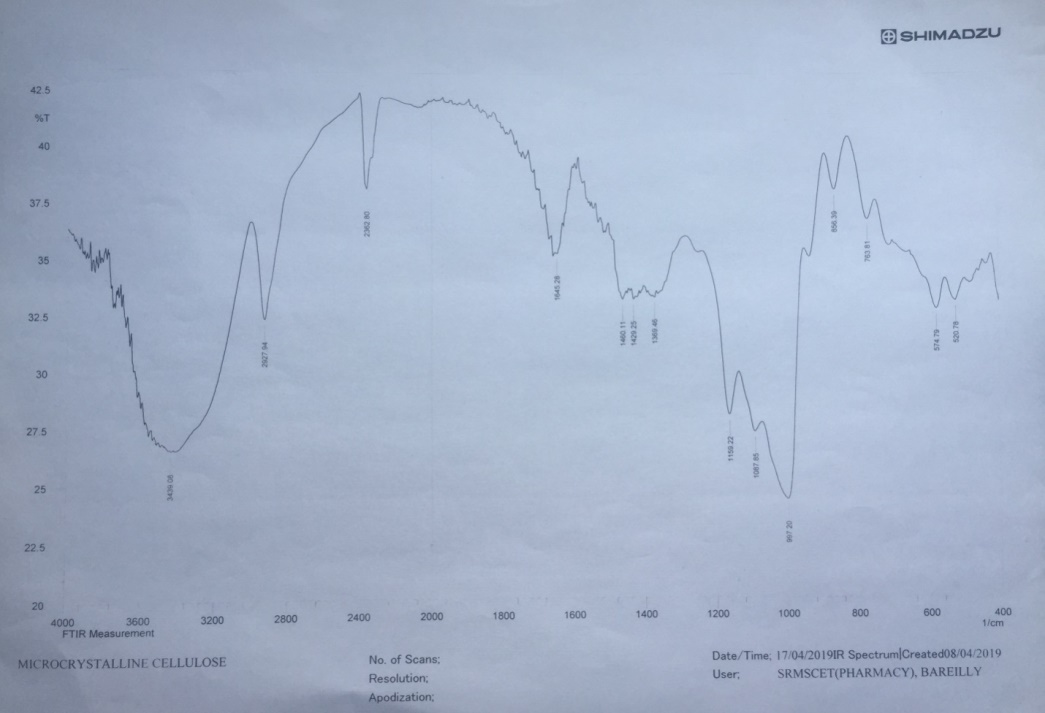 SHIMADZU
42.5
%T
40
37.5
35
32.5
30
27.5
25
22.5
20
3439.08
2927.94
2362.80
1645.28
1460.11
1429.25
1369.46
1159.22
1087.85
997.20
856.39
763.81
574.79
520.78
4000 3600 3200 2800 2400 2000 1800 1600 1400 1200 1000 800 600 400
FTIR Measurement 1/cm
MICROCRYSTALLINE CELLULOSE
No. of Scans;
Resolution;
Apodization;
Date/Time; 17/04/2019IR Spectrum|Created08/04/2019
User; SRMSCET(PHARMACY), BAREILLY